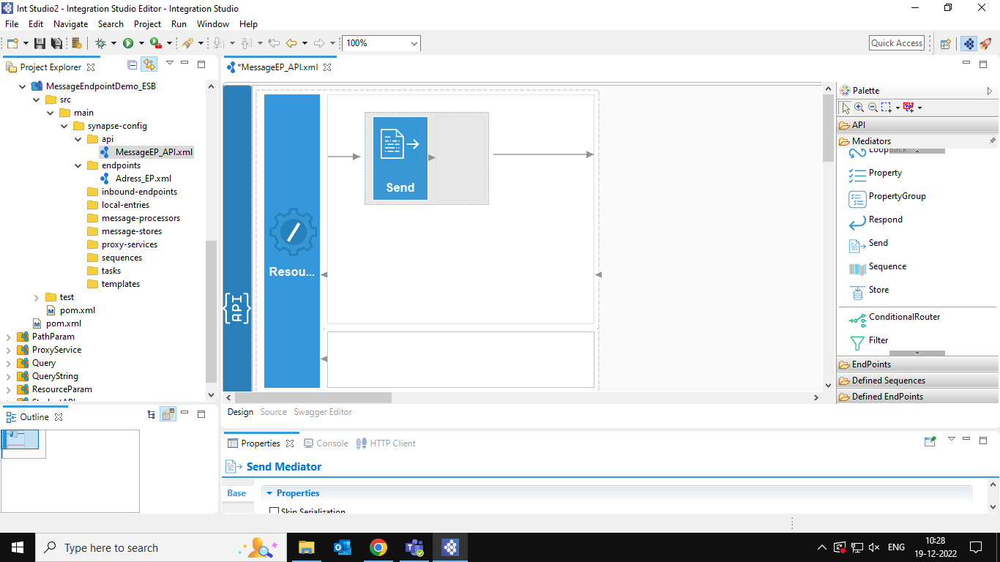 Int Studio2 - Integration Studio Editor - Integration Studio
File Edit Navigate Search Project Run Window Help
100%
Quick Access
Project Explorer
MessageEndpointDemo_ESB
src
main
synapse-config
api
MessageEP_API.xml
endpoints
Adress_EP.xml
inbound-endpoints
local-entries
message-processors
message-stores
proxy-services
sequences
tasks
templates
test
pom.xml
pom.xml
PathParam
ProxyService
Query
QueryString
ResourceParam
StudentAPI
Outline
*MessageEP_API.xml
{API}
Resou...
Send
Design Source Swagger Editor
Palette
API
Mediators
LoopBack
Property
PropertyGroup
Respond
Send
Sequence
Store
ConditionalRouter
Filter
EndPoints
Defined Sequences
Defined EndPoints
Properties Console HTTP Client
Send Mediator
Base
Properties
Skip Serialization
Type here to search
ENG
10:28
19-12-2022